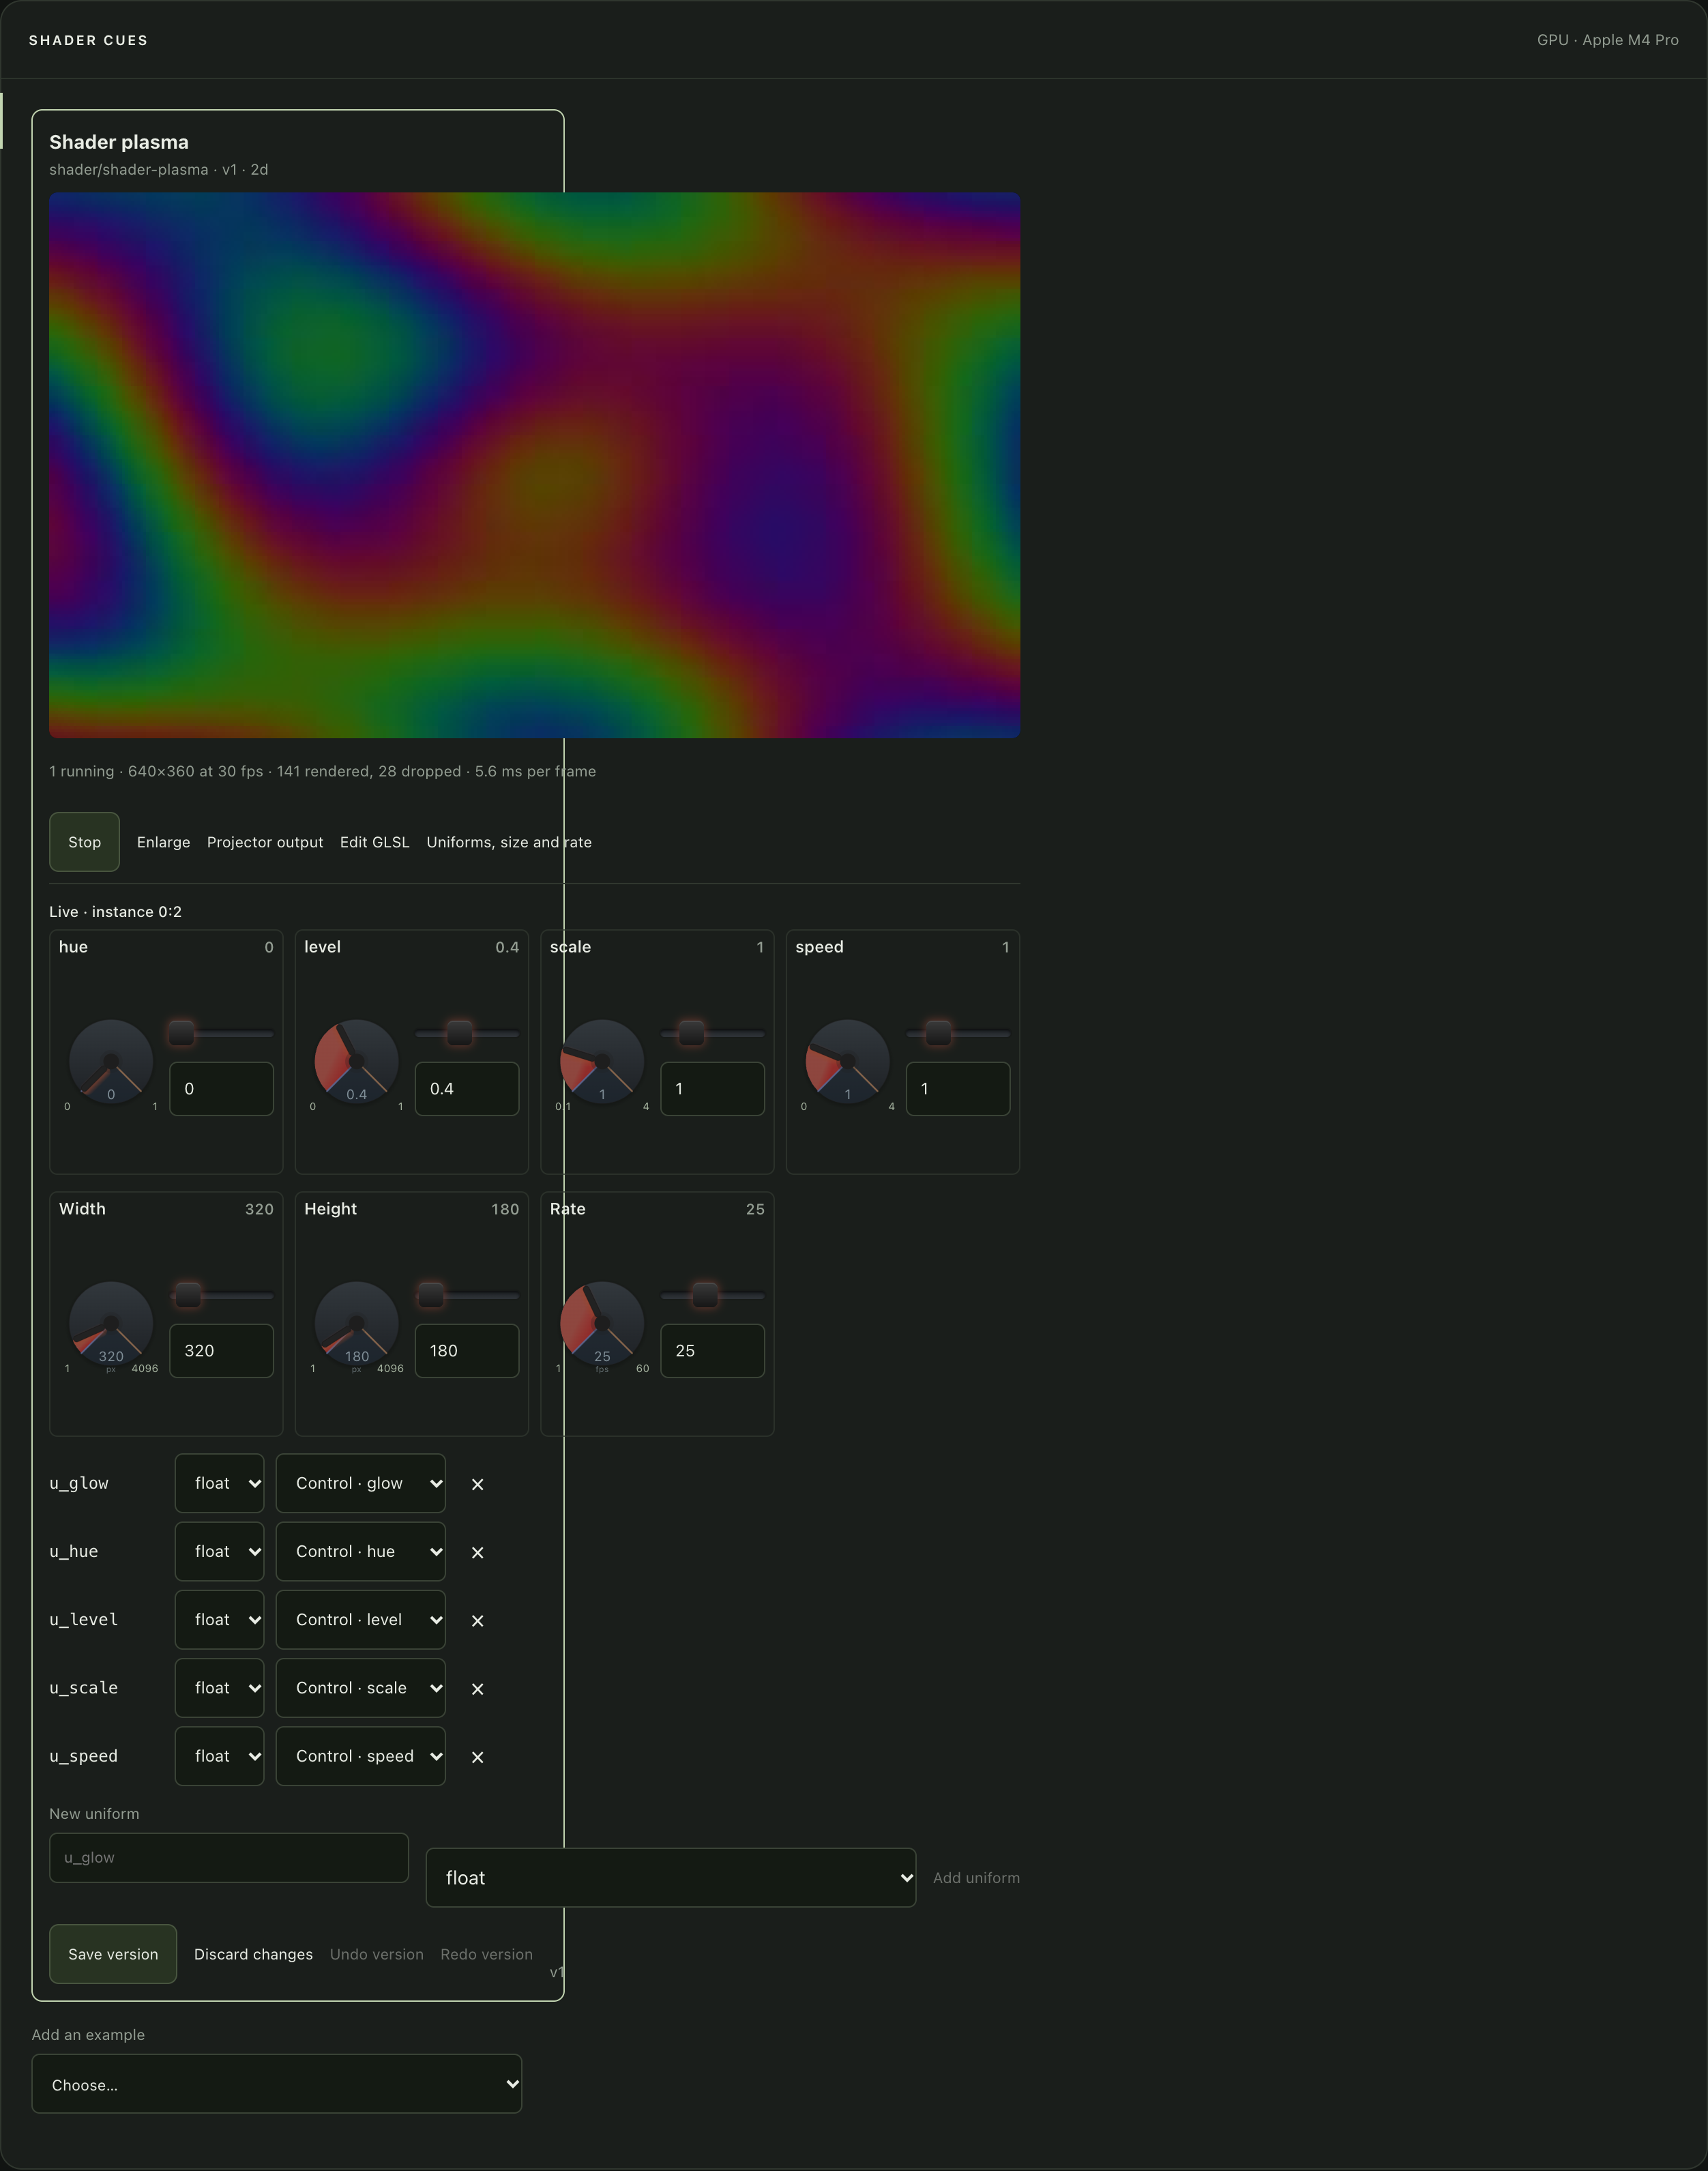 SHADER CUES
GPU · Apple M4 Pro
Shader plasma
shader/shader-plasma · v1 · 2d
1 running · 640×360 at 30 fps · 141 rendered, 28 dropped · 5.6 ms per frame
Stop Enlarge Projector output Edit GLSL Uniforms, size and rate
Live · instance 0:2
hue 0 level 0.4 scale 1 speed 1
0 0.4 1 1
0 0.4 1 1
0 1 0 1 0.1 4 0 4
Width 320 Height 180 Rate 25
320 180 25
320 180 25
1 px 4096 1 px 4096 1 fps 60
u_glow float Control · glow ×
u_hue float Control · hue ×
u_level float Control · level ×
u_scale float Control · scale ×
u_speed float Control · speed ×
New uniform
u_glow
float Add uniform
Save version Discard changes Undo version Redo version
v1
Add an example
Choose...